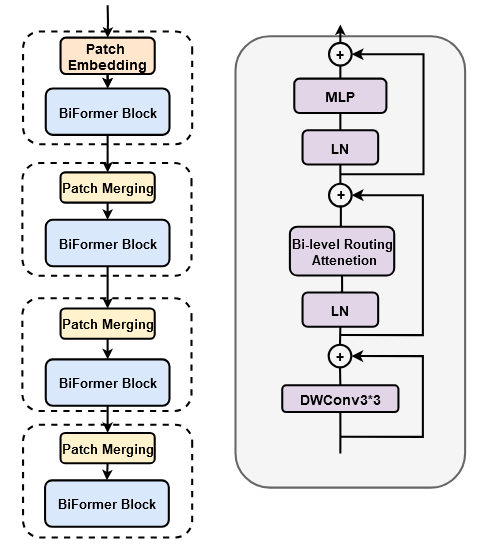 Patch
Embedding
BiFormer Block
Patch Merging
BiFormer Block
Patch Merging
BiFormer Block
Patch Merging
BiFormer Block
+
MLP
LN
+
Bi-level Routing
Attenetion
LN
+
DWConv3*3